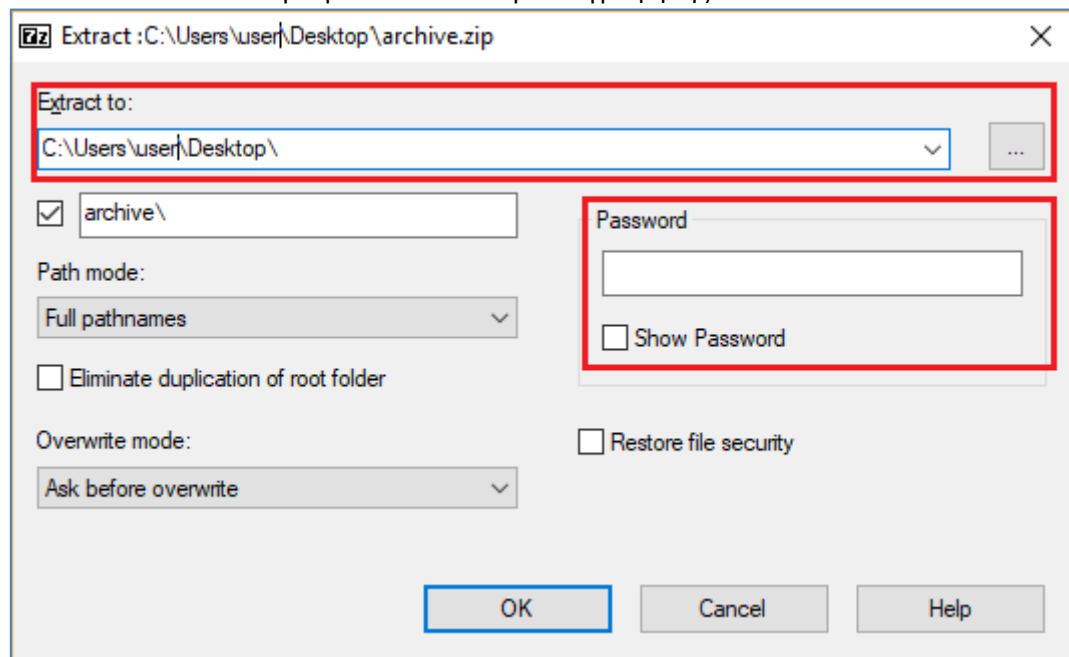 7z Extract :C:\Users\user\Desktop\archive.zip
Extract to:
C:\Users\user\Desktop\
...
archive\
Password
Path mode:
Full pathnames
Show Password
Eliminate duplication of root folder
Overwrite mode:
Restore file security
Ask before overwrite
OK Cancel Help